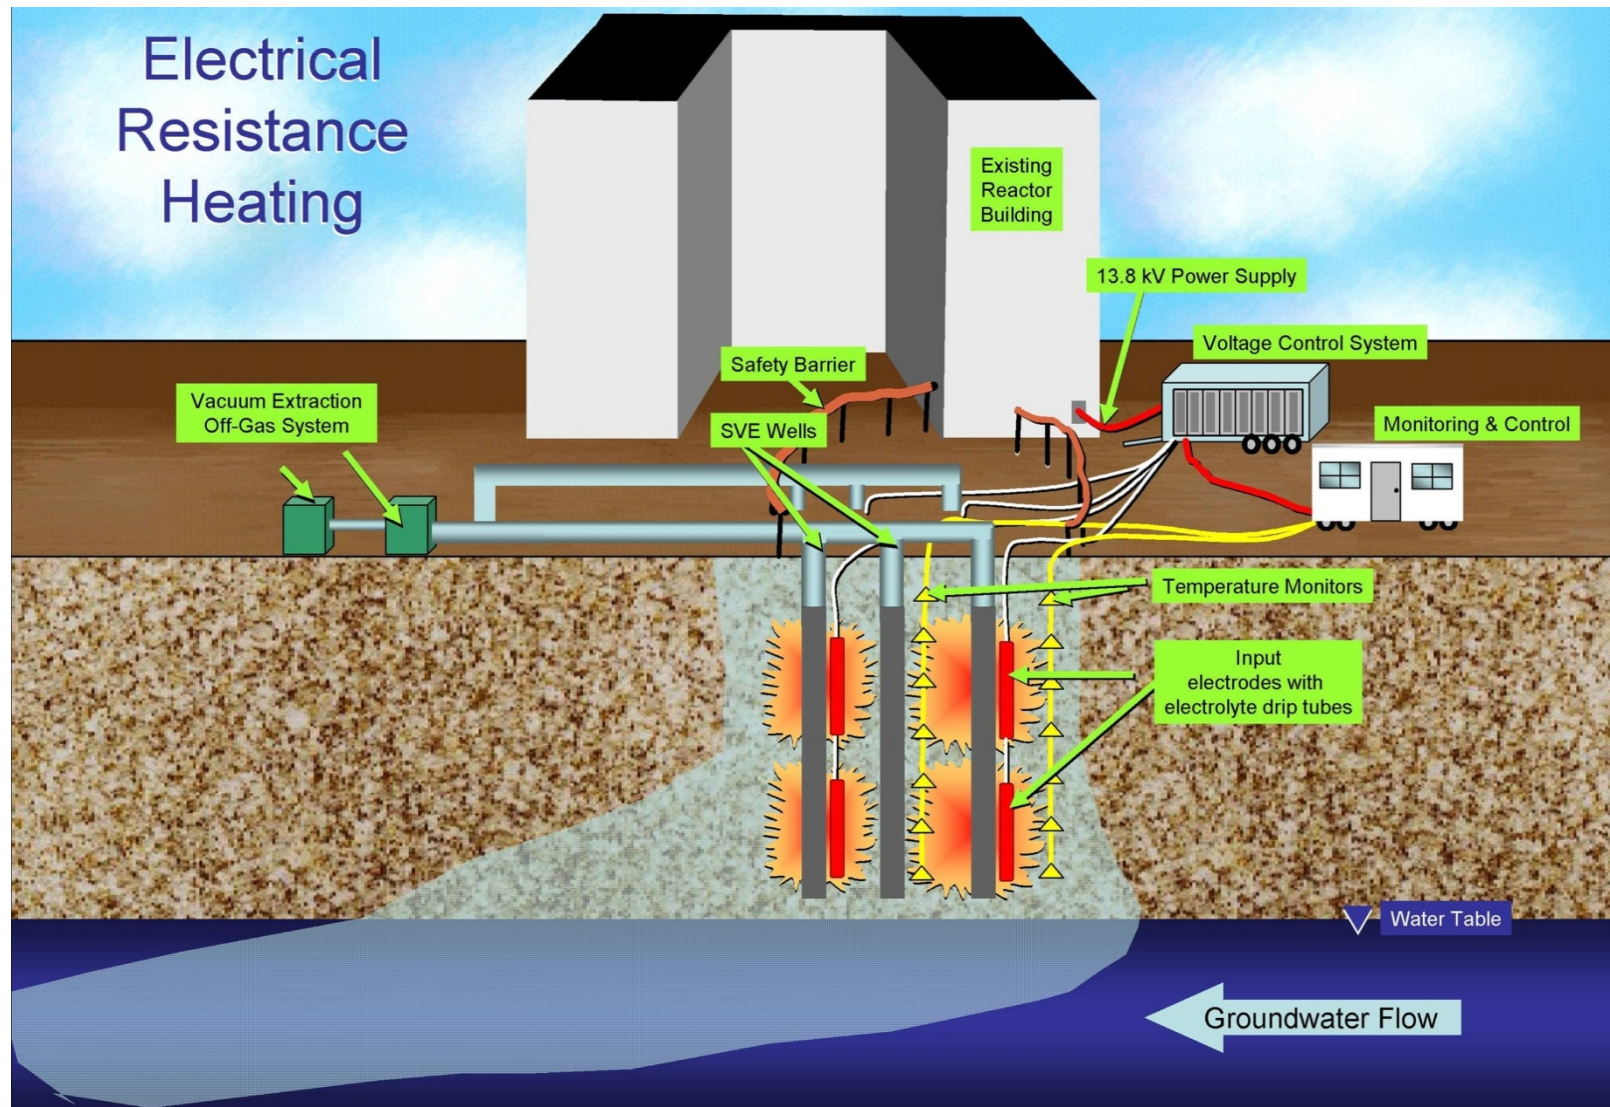 Electrical
Resistance
Heating
Existing
Reactor
Building
13.8 kV Power Supply
Voltage Control System
Safety Barrier
Vacuum Extraction
Off-Gas System
SVE Wells
Monitoring & Control
Temperature Monitors
Input
electrodes with
electrolyte drip tubes
Water Table
Groundwater Flow